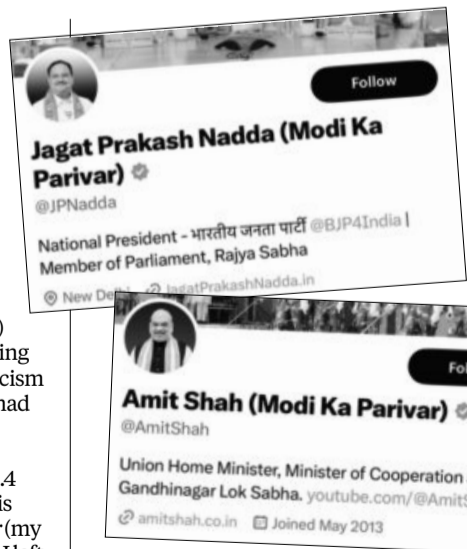 Follow
Jagat Prakash Nadda (Modi Ka
Parivar)
@JPNadda
National President - भारतीय जनता पार्टी @BJP4India |
Member of Parliament, Rajya Sabha
New JagatPrakashNadda.in
Amit Shah (Modi Ka Parivar)
@AmitShah
Union Home Minister, Minister of Cooperation
Gandhinagar Lok Sabha. youtube.com/@AmitS
amitshah.co.in Joined May 2013
)
ing
cism
had
.4
is
(my